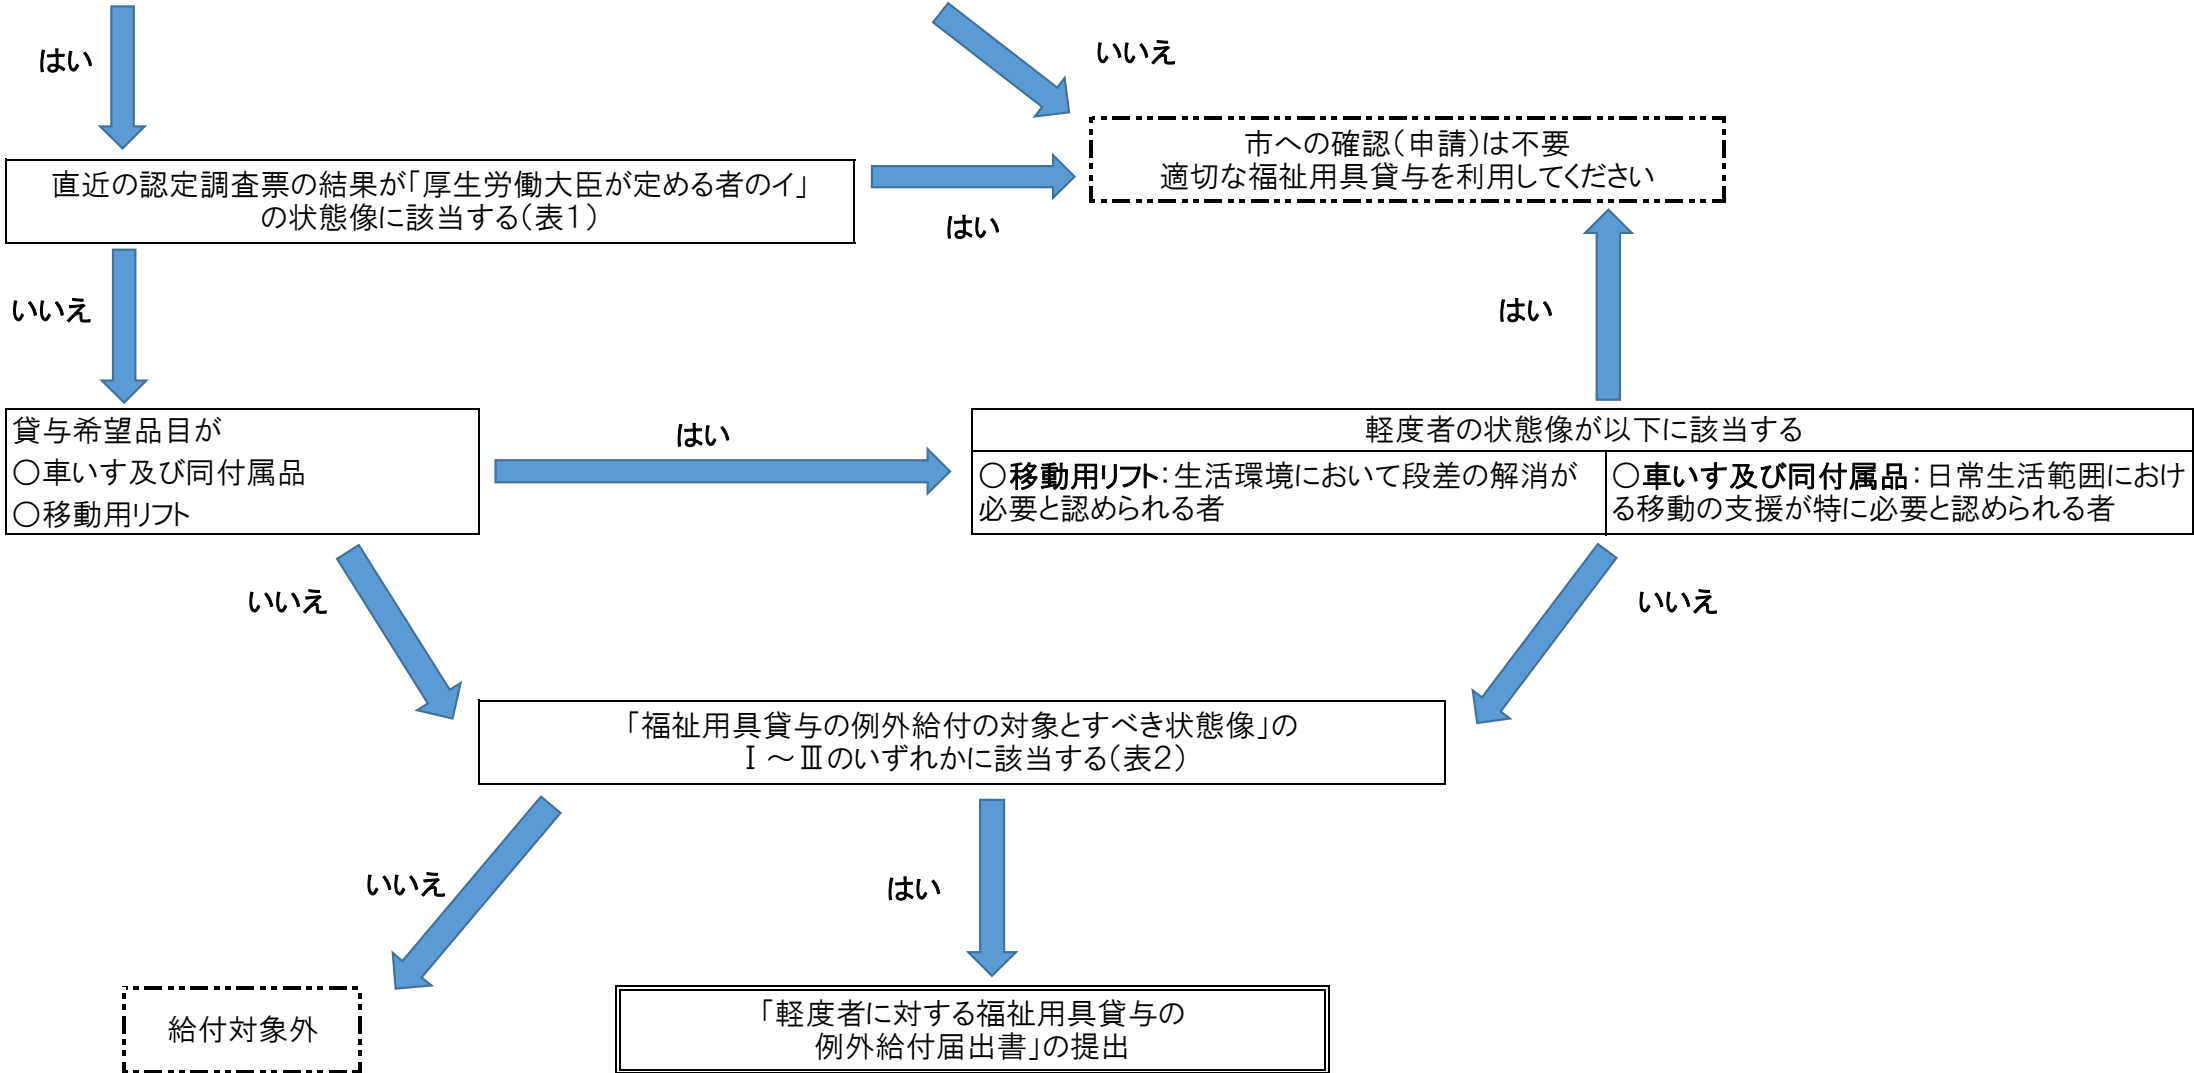 はい
いいえ
市への確認（申請）は不要
適切な福祉用具貸与を利用してください
直近の認定調査票の結果が「厚生労働大臣が定める者のイ」
の状態像に該当する（表１）
はい
いいえ
はい
貸与希望品目が
○車いす及び同付属品
○移動用リフト
はい
軽度者の状態像が以下に該当する
○移動用リフト：生活環境において段差の解消が
必要と認められる者
○車いす及び同付属品：日常生活範囲におけ
る移動の支援が特に必要と認められる者
いいえ
いいえ
「福祉用具貸与の例外給付の対象とすべき状態像」の
Ⅰ～Ⅲのいずれかに該当する（表２）
いいえ
はい
給付対象外
「軽度者に対する福祉用具貸与の
例外給付届出書」の提出